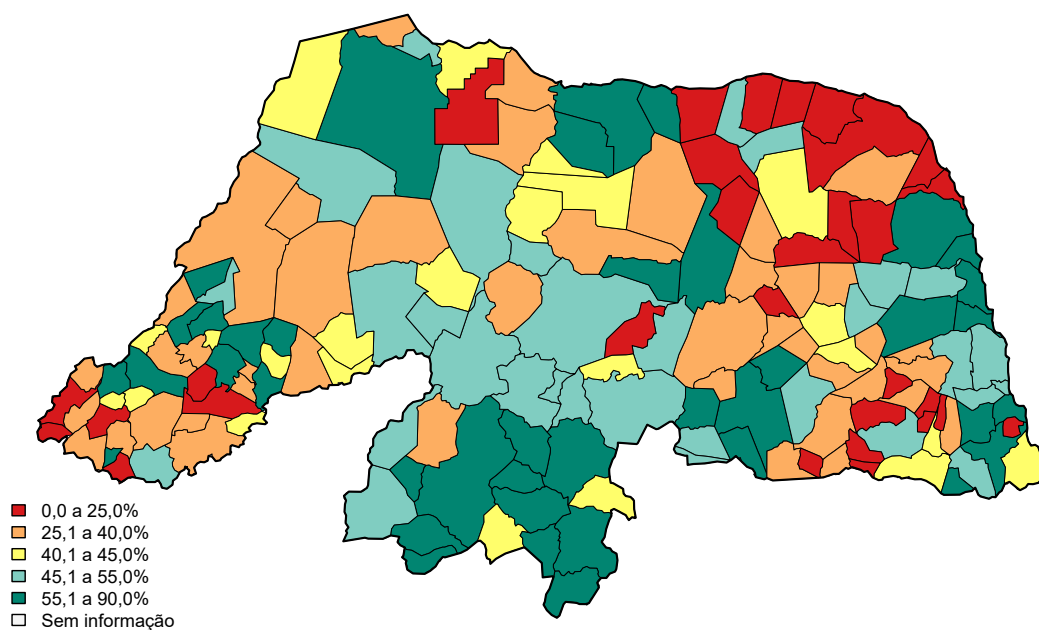 0,0 a 25,0%
25,1 a 40,0%
40,1 a 45,0%
45,1 a 55,0%
55,1 a 90,0%
Sem informação